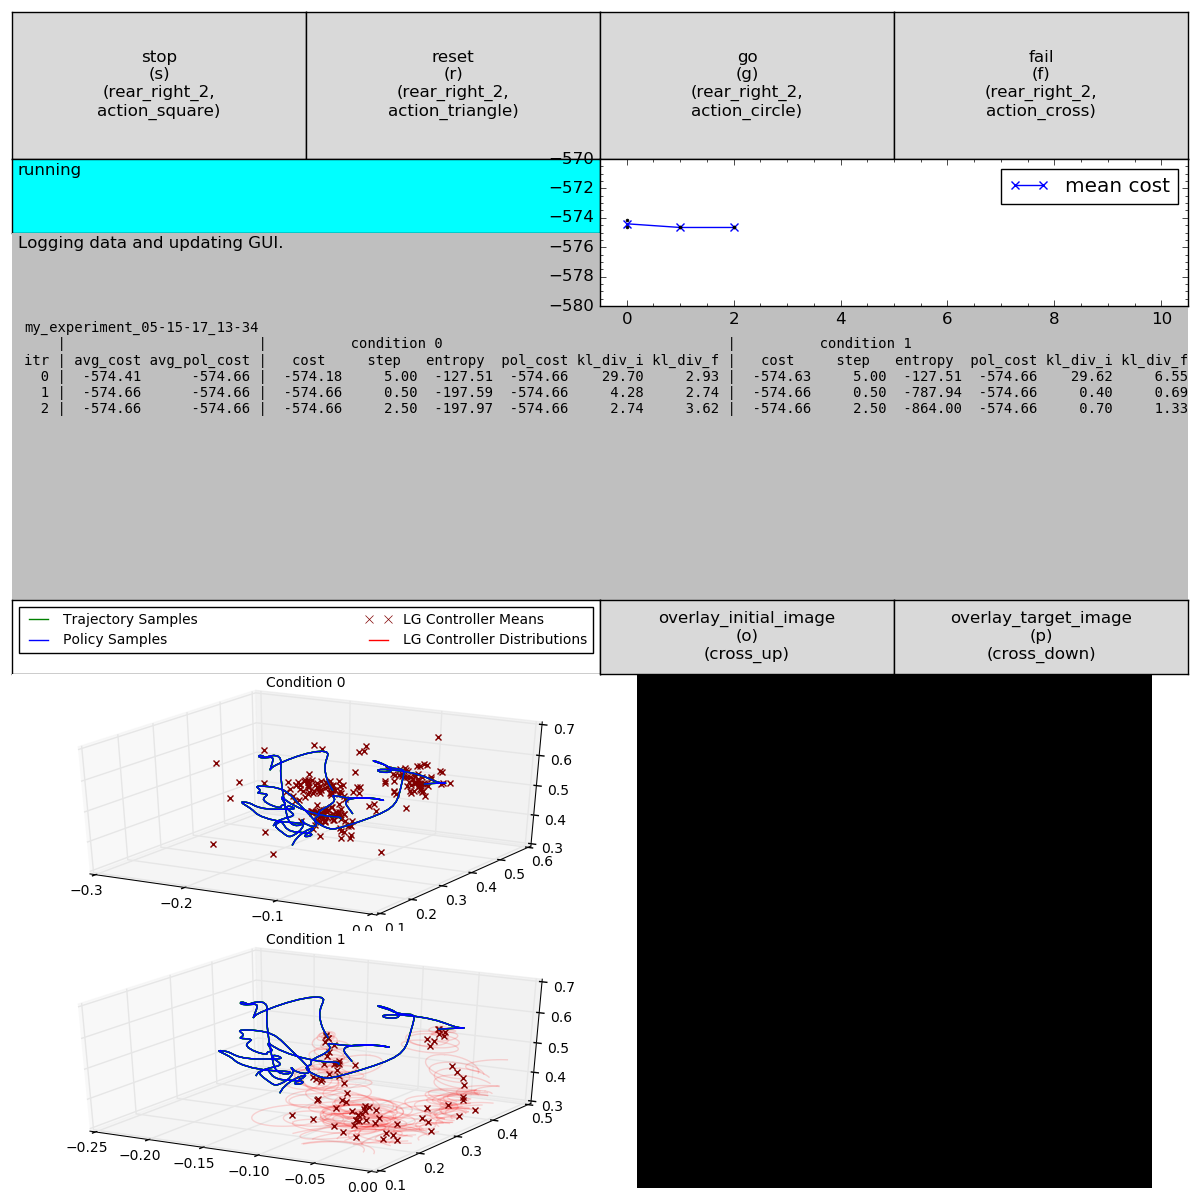 stop
(s)
(rear_right_2,
action_square)
reset
(r)
(rear_right_2,
action_triangle)
go
(g)
(rear_right_2,
action_circle)
fail
(f)
(rear_right_2,
action_cross)
running
−570
−572
−574
−576
−578
−580
mean cost
0 2 4 6 8 10
Logging data and updating GUI.
my_experiment_05-15-17_13-34
| | condition 0 | condition 1
itr | avg_cost avg_pol_cost | cost step entropy pol_cost kl_div_i kl_div_f | cost step entropy pol_cost kl_div_i kl_div_f
0 | -574.41 -574.66 | -574.18 5.00 -127.51 -574.66 29.70 2.93 | -574.63 5.00 -127.51 -574.66 29.62 6.55
1 | -574.66 -574.66 | -574.66 0.50 -197.59 -574.66 4.28 2.74 | -574.66 0.50 -787.94 -574.66 0.40 0.69
2 | -574.66 -574.66 | -574.66 2.50 -197.97 -574.66 2.74 3.62 | -574.66 2.50 -864.00 -574.66 0.70 1.33
Trajectory Samples
Policy Samples
LG Controller Means
LG Controller Distributions
overlay_initial_image
(o)
(cross_up)
overlay_target_image
(p)
(cross_down)
Condition 0
0.7
0.6
0.5
0.4
0.3
0.6
0.5
0.4
0.3
0.2
0.1
−0.3 −0.2 −0.1 0.0
Condition 1
0.7
0.6
0.5
0.4
0.3
0.5
0.4
0.3
0.2
0.1
−0.25 −0.20 −0.15 −0.10 −0.05 0.00